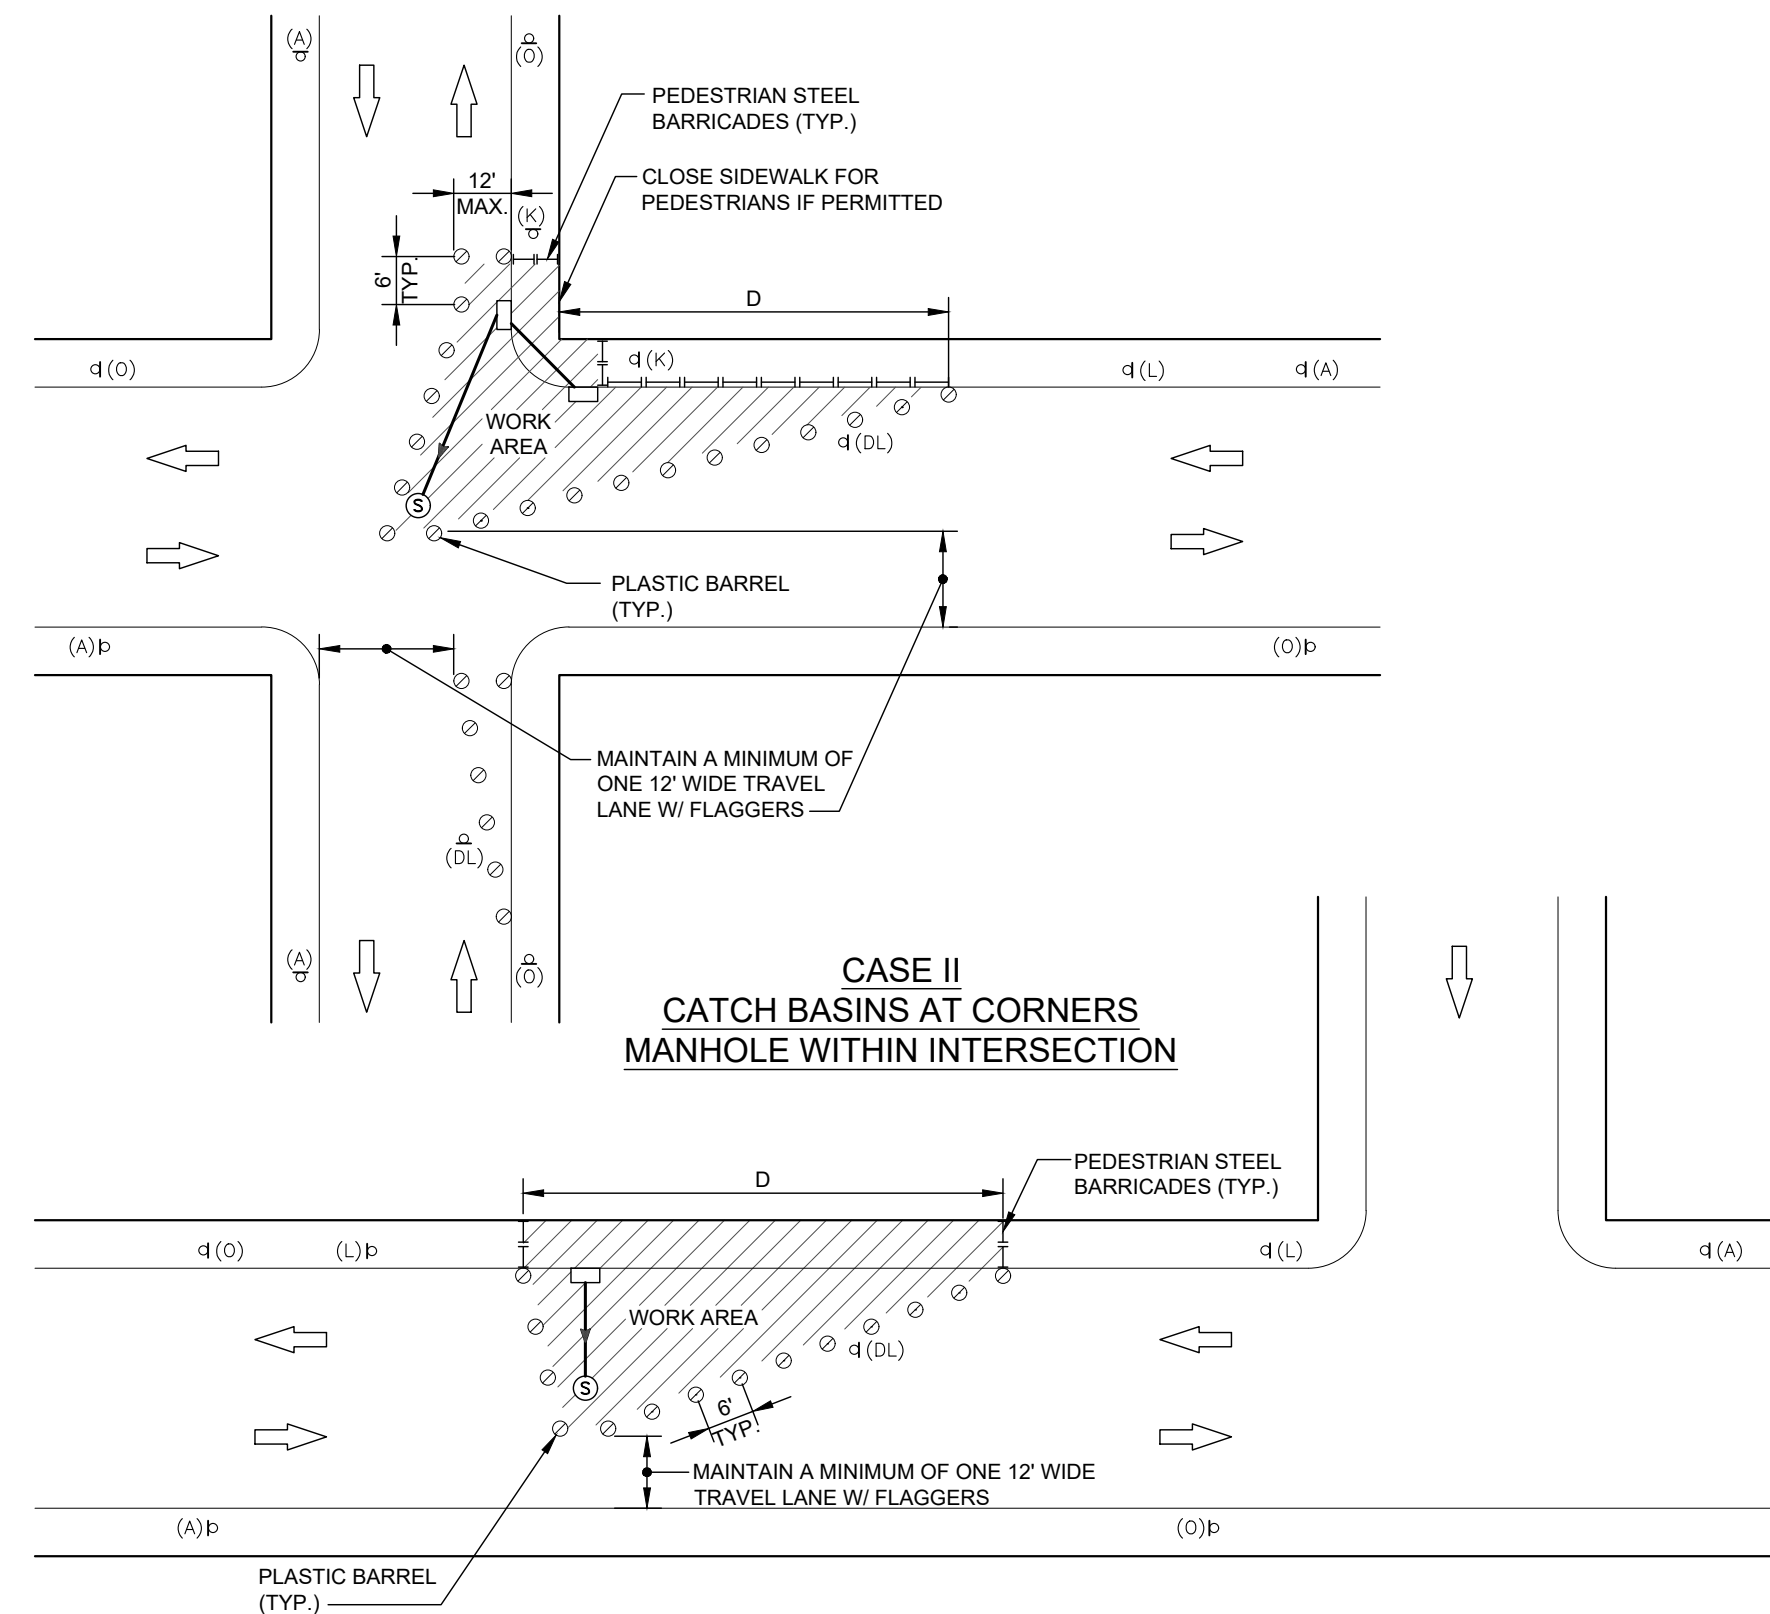 (A)
(O)
PEDESTRIAN STEEL
BARRICADES (TYP.)
CLOSE SIDEWALK FOR
PEDESTRIANS IF PERMITTED
12'
MAX.
(K)
6'
TYP.
D
(O)
(K)
(L)
(A)
WORK
AREA
(DL)
S
PLASTIC BARREL
(TYP.)
(A)
(O)
MAINTAIN A MINIMUM OF
ONE 12' WIDE TRAVEL
LANE W/ FLAGGERS
(DL)
(A)
(O)
CASE II
CATCH BASINS AT CORNERS
MANHOLE WITHIN INTERSECTION
PEDESTRIAN STEEL
BARRICADES (TYP.)
D
(O)
(L)
(L)
(A)
WORK AREA
(DL)
S
6'
TYP.
MAINTAIN A MINIMUM OF ONE 12' WIDE
TRAVEL LANE W/ FLAGGERS
(A)
(O)
PLASTIC BARREL
(TYP.)